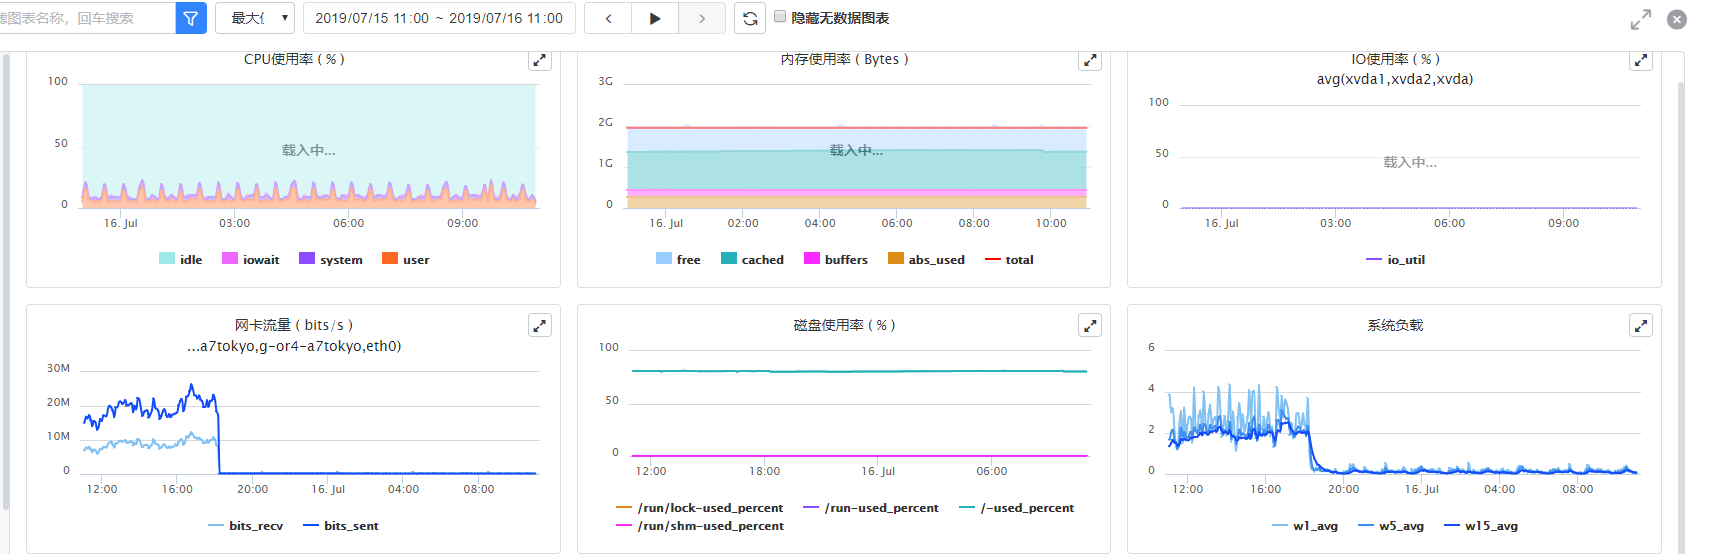 滤图表名称，回车搜索
最大(
2019/07/15 11:00 ~ 2019/07/16 11:00
隐藏无数据图表
CPU使用率 ( % )
100
50
0
载入中...
16. Jul 03:00 06:00 09:00
idle iowait system user
内存使用率 ( Bytes )
3G
2G
1G
0
载入中...
16. Jul 02:00 04:00 06:00 08:00 10:00
free cached buffers abs_used total
IO使用率 ( % )
avg(xvda1,xvda2,xvda)
100
50
0
载入中...
16. Jul 03:00 06:00 09:00
io_util
网卡流量 ( bits/s )
...a7tokyo,g-or4-a7tokyo,eth0)
30M
20M
10M
0
12:00 16:00 20:00 16. Jul 04:00 08:00
bits_recv bits_sent
磁盘使用率 ( % )
100
50
0
12:00 18:00 16. Jul 06:00
/run/lock-used_percent /run-used_percent /-used_percent
/run/shm-used_percent
系统负载
6
4
2
0
12:00 16:00 20:00 16. Jul 04:00 08:00
w1_avg w5_avg w15_avg